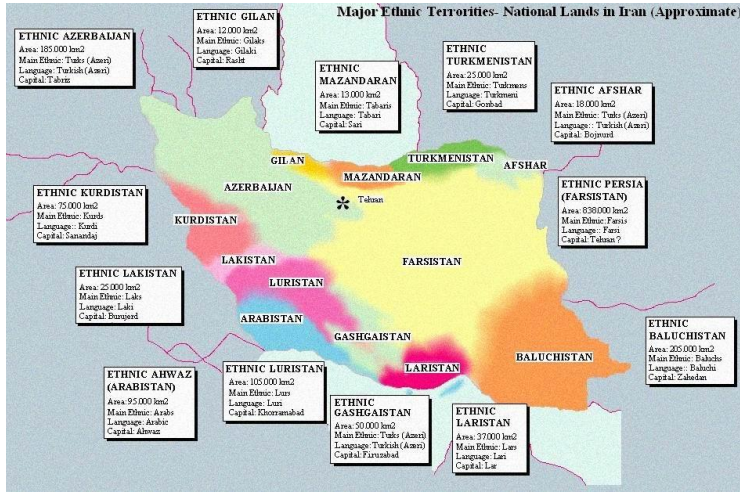 Major Ethnic Terrorities- National Lands in Iran (Approximate)
ETHNIC AZERBAIJAN
Area: 185.000 km2
Main Ethnic: Turks (Azeri)
Language: Turkish (Azeri)
Capital: Tabriz
ETHNIC GILAN
Area: 12.000 km2
Main Ethnic: Gilaks
Language: Gilaki
Capital: Rasht
ETHNIC
MAZANDARAN
Area: 13.000 km2
Main Ethnic: Tabaris
Language: Tabari
Capital: Sari
ETHNIC
TURKMENISTAN
Area: 25.000 km2
Main Ethnic: Turkmens
Language: Turkmeni
Capital: Gonbad
ETHNIC AFSHAR
Area: 18.000 km2
Main Ethnic: Turks (Azeri)
Language:: Turkish (Azeri)
Capital: Bojnurd
GILAN
MAZANDARAN
TURKMENISTAN
AFSHAR
AZERBAIJAN
Tehran
ETHNIC KURDISTAN
Area: 75.000 km2
Main Ethnic: Kurds
Language:: Kurdi
Capital: Sanandaj
ETHNIC PERSIA
(FARSISTAN)
Area: 838.000 km2
Main Ethnic: Farsis
Language:: Farsi
Capital: Tehran ?
KURDISTAN
LAKISTAN
LURISTAN
FARSISTAN
ARABISTAN
GASHGAISTAN
LARISTAN
BALUCHISTAN
ETHNIC LAKISTAN
Area: 25.000 km2
Main Ethnic: Laks
Language: Laki
Capital: Burujerd
ETHNIC
BALUCHISTAN
Area: 205.000 km2
Main Ethnic: Baluchs
Language:: Baluchi
Capital: Zahedan
ETHNIC AHWAZ
(ARABISTAN)
Area: 95.000 km2
Main Ethnic: Arabs
Language: Arabic
Capital: Ahwaz
ETHNIC LURISTAN
Area: 105.000 km2
Main Ethnic: Lurs
Language: Luri
Capital: Khorramabad
ETHNIC
GASHGAISTAN
Area: 50.000 km2
Main Ethnic: Turks (Azeri)
Language: Turkish (Azeri)
Capital: Firuzabad
ETHNIC
LARISTAN
Area: 37.000 km2
Main Ethnic: Lars
Language: Lari
Capital: Lar